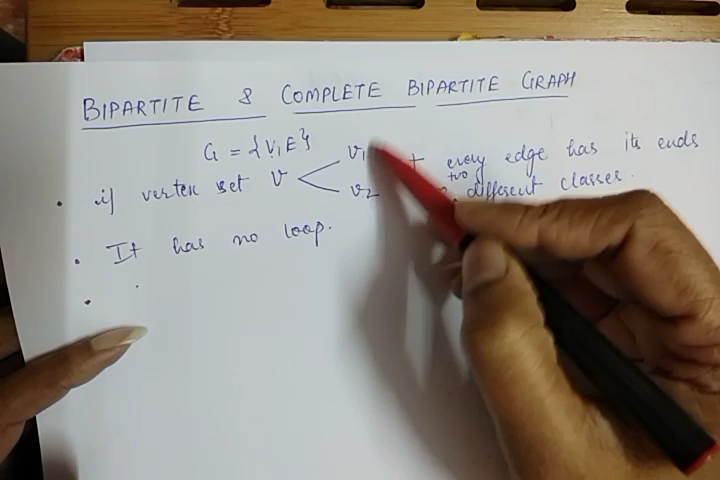 BIPARTITE & COMPLETE BIPARTITE GRAPH
G = {V, E}
V1 every edge has its ends
• if vertex set V
V2 two different classes.
• It has no loop.